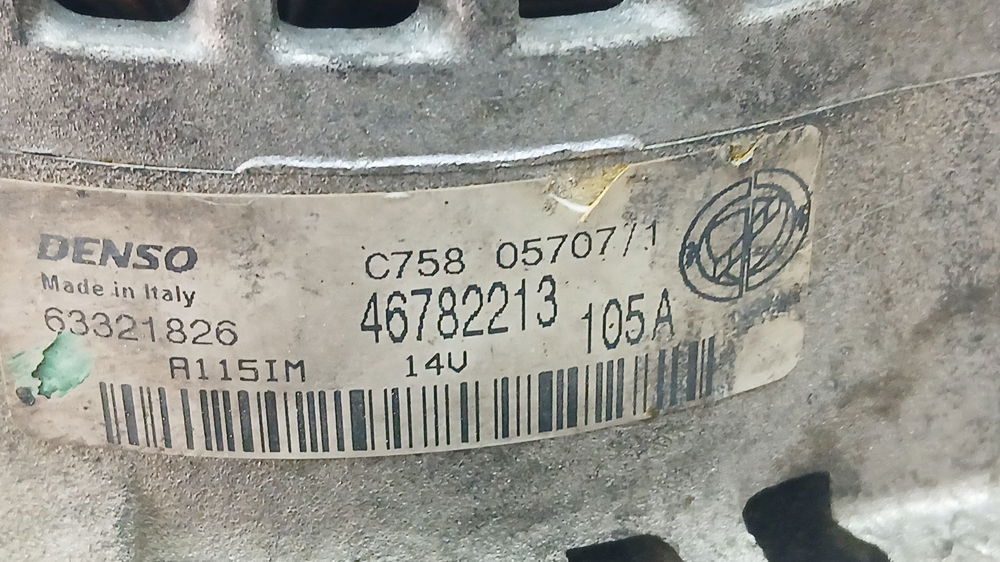 DENSO
Made in Italy
63321826
A115IM
C758 05707/1
46782213 105A
14V